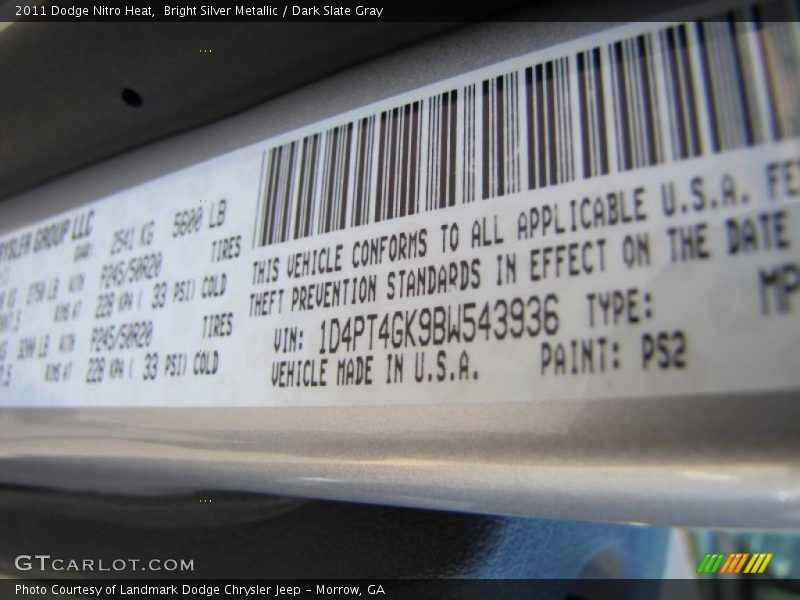 2011 Dodge Nitro Heat,  Bright Silver Metallic / Dark Slate Gray
GROUP LLC
2541 KG 5600 LB
P245/50R20 TIRES
228 KPA ( 33 PSI) COLD
P245/50R20 TIRES
228 KPA ( 33 PSI) COLD
THIS VEHICLE CONFORMS TO ALL APPLICABLE U.S.A.
THEFT PREVENTION STANDARDS IN EFFECT ON THE DATE
VIN: 1D4PT4GK9BW543936 TYPE: MP
VEHICLE MADE IN U.S.A. PAINT: PS2
GTCARLOT.COM
Photo Courtesy of Landmark Dodge Chrysler Jeep – Morrow, GA